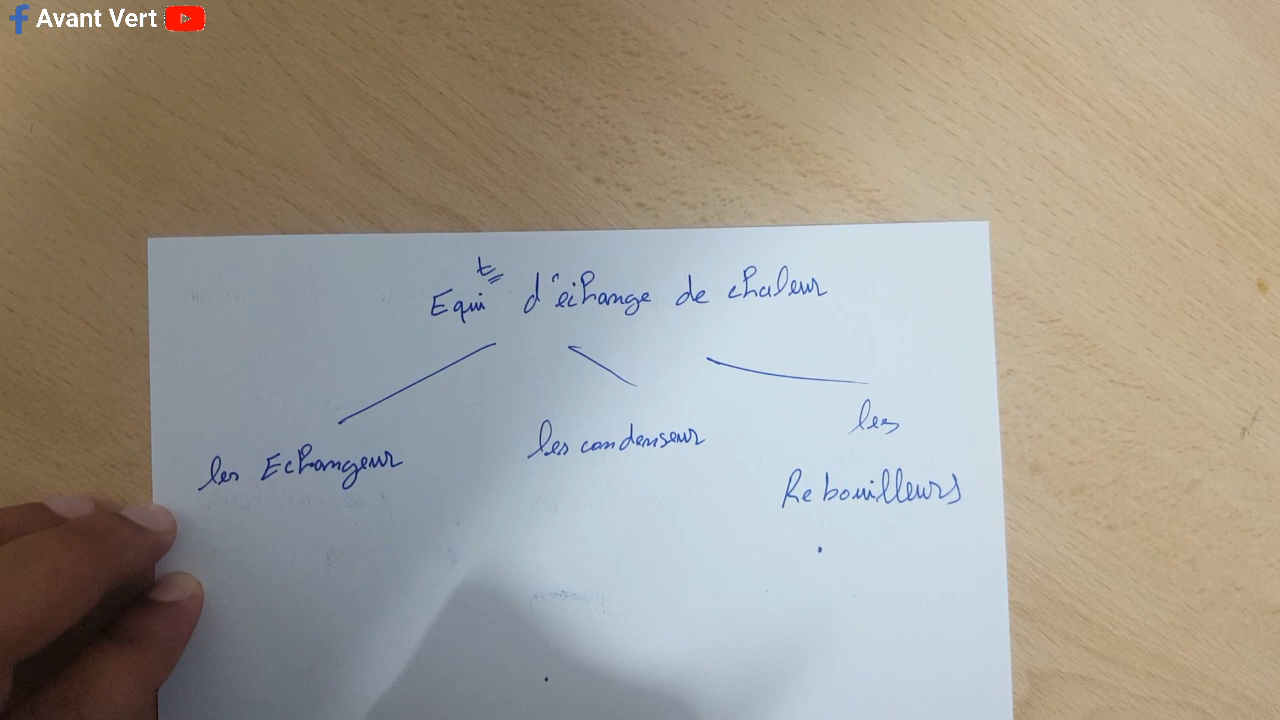 Avant Vert
Equi t d'échange de chaleur
les Echangeur
les condenseur
les
Rebouilleurs